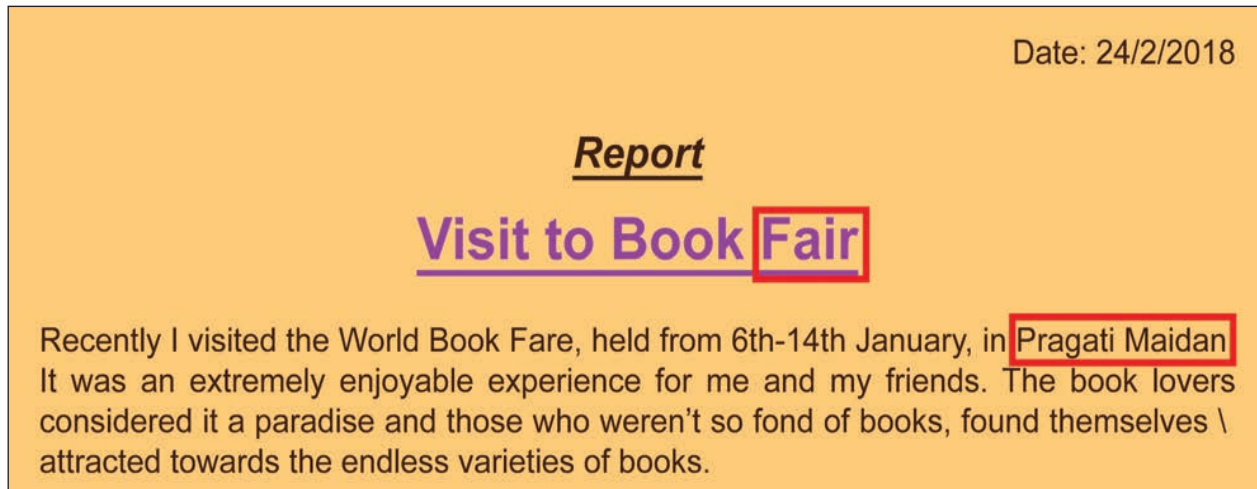 Date: 24/2/2018
Report
Visit to Book Fair
Recently I visited the World Book Fare, held from 6th-14th January, in Pragati Maidan
It was an extremely enjoyable experience for me and my friends. The book lovers
considered it a paradise and those who weren't so fond of books, found themselves \
attracted towards the endless varieties of books.